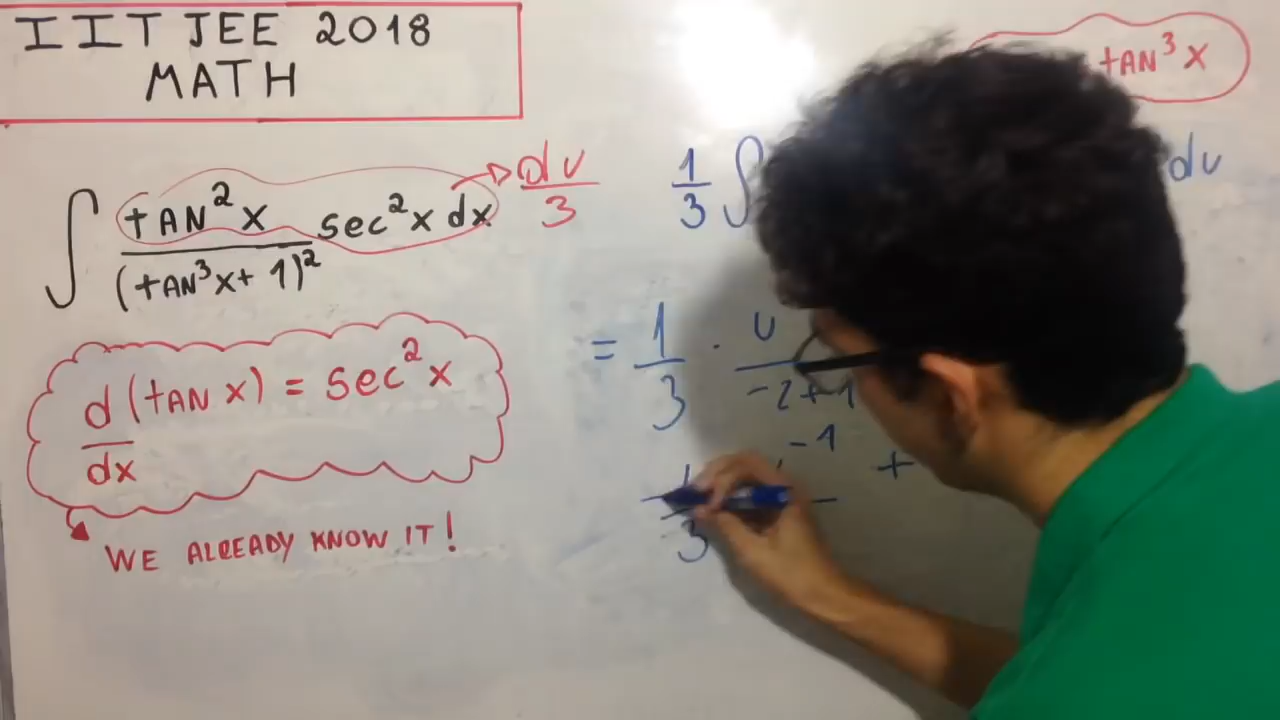 IIT JEE 2018
MATH
∫ tan²x / (tan³x + 1)² sec²x dx → du/3
d/dx (tan x) = sec²x
WE ALREADY KNOW IT!
tan³x
1/3 ∫ du
= 1/3 · u / -2+1
-1 +
3